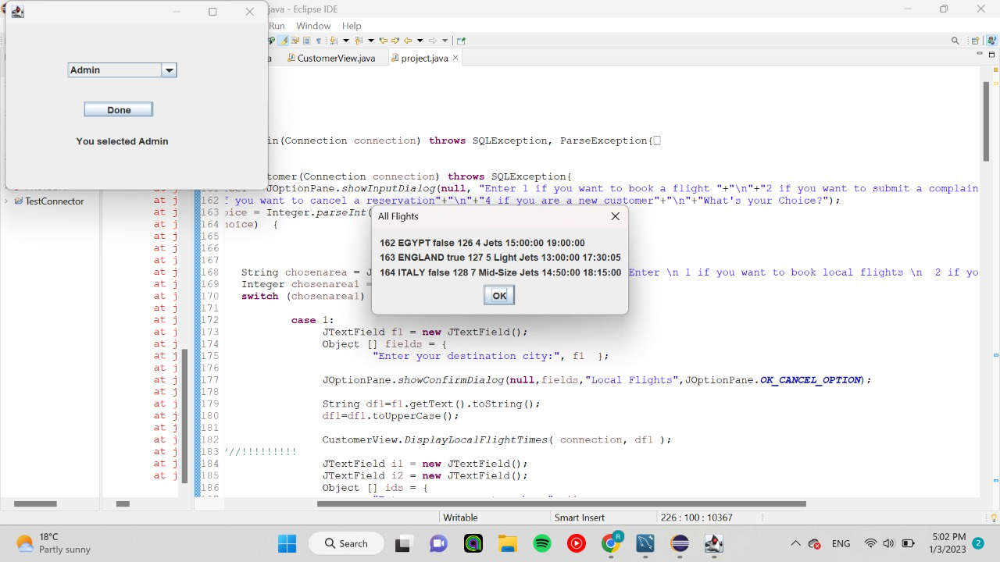 java - Eclipse IDE
Run Window Help
CustomerView.java
project.java
Admin
Done
You selected Admin
in(Connection connection) throws SQLException, ParseException{
tomer(Connection connection) throws SQLException{
JOptionPane.showInputDialog(null, "Enter 1 if you want to book a flight "+"\n"+"2 if you want to submit a complain
TestConnector
at j
162 f you want to cancel a reservation"+"\n"+"4 if you are a new customer"+"\n"+"What's your Choice?");
at j
163 oice = Integer.parseInt(
at j
164 hoice) {
at j
165
at j
166
at j
167
at j
168 String chosenarea = J
Enter \n 1 if you want to book local flights \n 2 if yo
at j
169 Integer chosenarea1 =
at j
170 switch (chosenarea1)
at j
171
at j
172 case 1:
at j
173 JTextField f1 = new JTextField();
at j
174 Object [] fields = {
at j
175 "Enter your destination city:", f1 };
at j
176
at j
177 JOptionPane.showConfirmDialog(null,fields,"Local Flights",JOptionPane.OK_CANCEL_OPTION);
at j
178
at j
179 String df1=f1.getText().toString();
at j
180 df1=df1.toUpperCase();
at j
181
at j
182 CustomerView.DisplayLocalFlightTimes( connection, df1 );
at j
183 //!!!!!!!!!
at j
184 JTextField i1 = new JTextField();
at j
185 JTextField i2 = new JTextField();
186 Object [] ids = {
All Flights
162 EGYPT false 126 4 Jets 15:00:00 19:00:00
163 ENGLAND true 127 5 Light Jets 13:00:00 17:30:05
164 ITALY false 128 7 Mid-Size Jets 14:50:00 18:15:00
OK
Writable
Smart Insert
226 : 100 : 10367
18°C
Partly sunny
Search
R
ENG
5:02 PM
1/3/2023
2